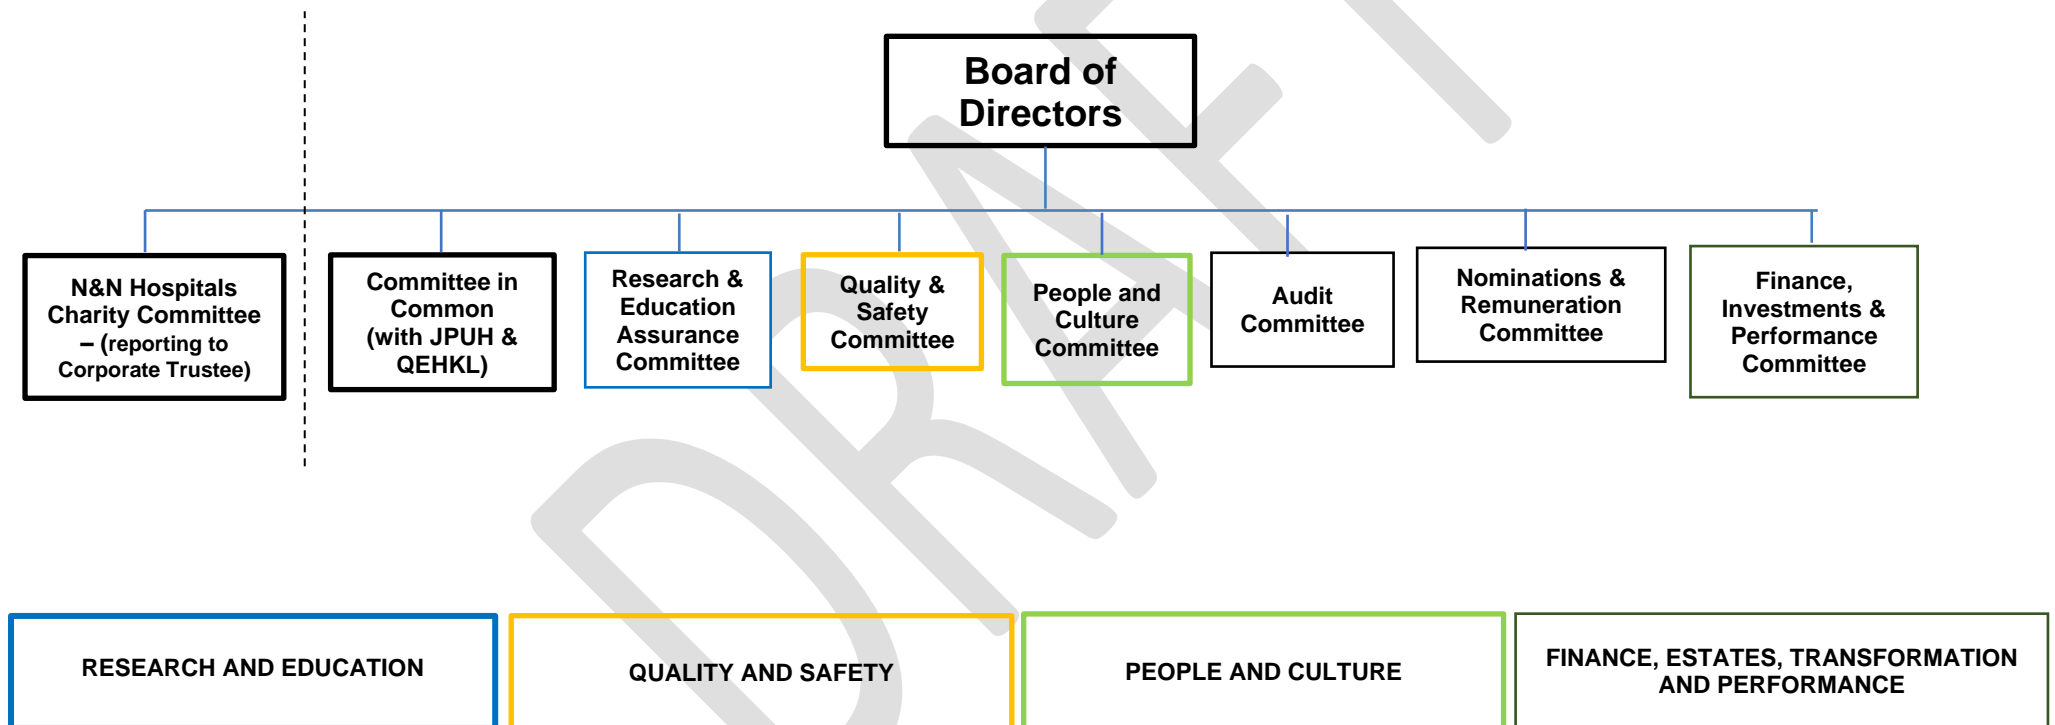 Board of
Directors
N&N Hospitals
Charity Committee
– (reporting to
Corporate Trustee)
Committee in
Common
(with JPUH &
QEHKL)
Research &
Education
Assurance
Committee
Quality &
Safety
Committee
People and
Culture
Committee
Audit
Committee
Nominations &
Remuneration
Committee
Finance,
Investments &
Performance
Committee
RESEARCH AND EDUCATION
QUALITY AND SAFETY
PEOPLE AND CULTURE
FINANCE, ESTATES, TRANSFORMATION
AND PERFORMANCE
DRAFT